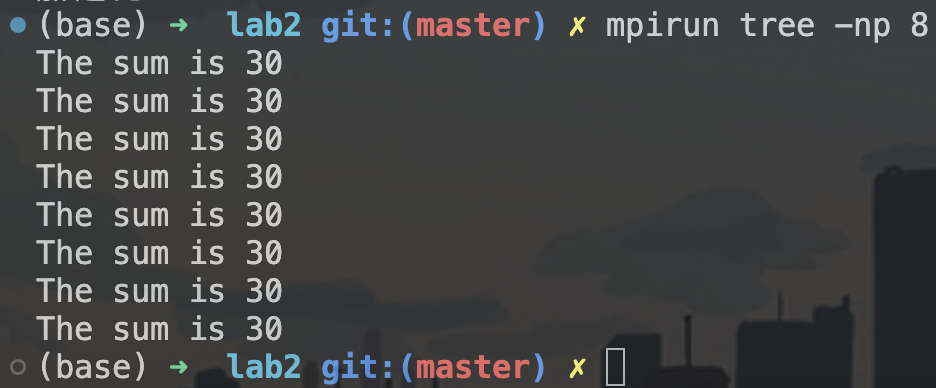 (base) ➜ lab2 git:(master) ✗ mpirun tree -np 8
The sum is 30
The sum is 30
The sum is 30
The sum is 30
The sum is 30
The sum is 30
The sum is 30
The sum is 30
(base) ➜ lab2 git:(master) ✗